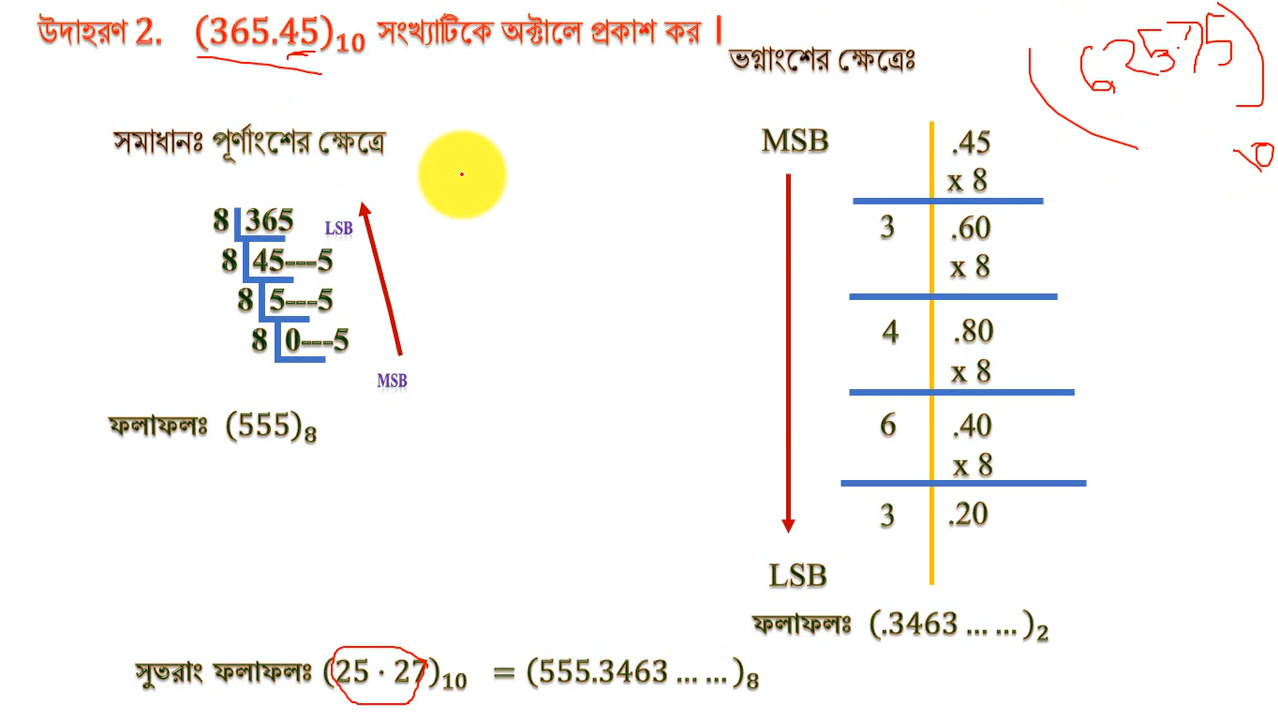 উদাহরণ 2. (365.45)₁₀ সংখ্যাটিকে অক্টালে প্রকাশ কর ।
সমাধানঃ পূর্ণাংশের ক্ষেত্রে
8 365 LSB
8 45---5
8 5---5
8 0---5
MSB
ফলাফলঃ (555)₈
ভগ্নাংশের ক্ষেত্রেঃ
MSB .45
x 8
3 .60
x 8
4 .80
x 8
6 .40
x 8
3 .20
LSB
ফলাফলঃ (.3463 ... ...)₂
সুতরাং ফলাফলঃ (25 · 27)₁₀ = (555.3463 ... ...)₈